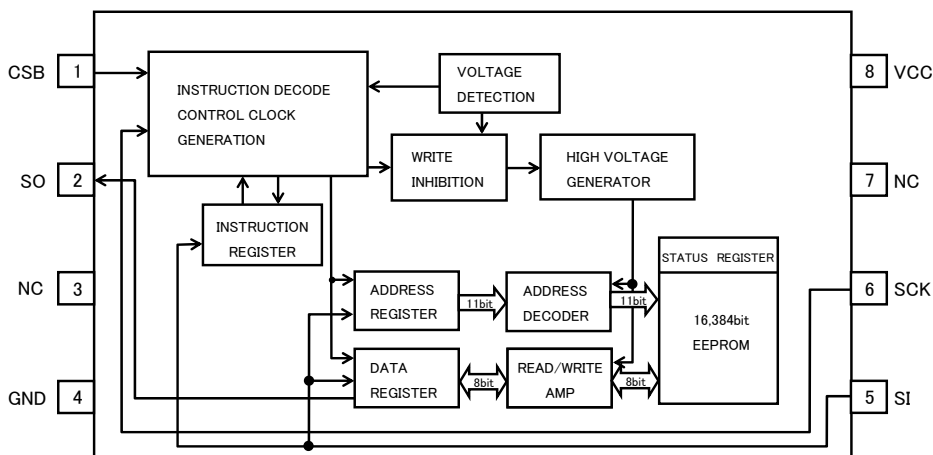 CSB
1
INSTRUCTION DECODE
CONTROL CLOCK
GENERATION
VOLTAGE
DETECTION
8
VCC
WRITE
INHIBITION
HIGH VOLTAGE
GENERATOR
SO
2
7
NC
INSTRUCTION
REGISTER
STATUS REGISTER
NC
3
ADDRESS
REGISTER
11bit
ADDRESS
DECODER
11bit
16,384bit
EEPROM
6
SCK
DATA
REGISTER
8bit
READ/WRITE
AMP
8bit
GND
4
5
SI